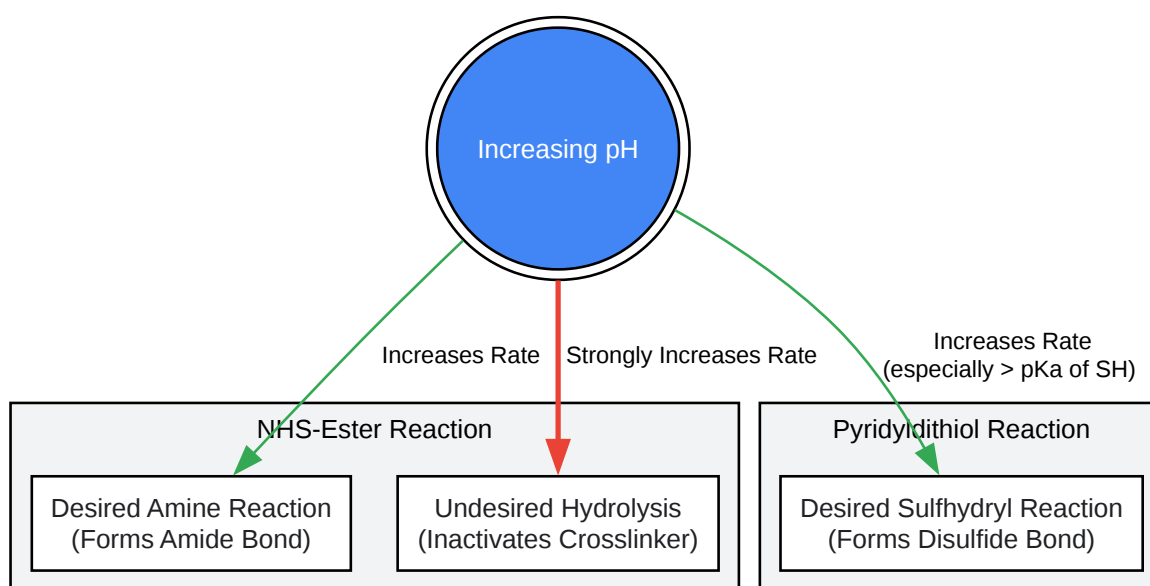 Increasing pH
Increases Rate
Strongly Increases Rate
Increases Rate
(especially > pKa of SH)
NHS-Ester Reaction
Pyridyldithiol Reaction
Desired Amine Reaction
(Forms Amide Bond)
Undesired Hydrolysis
(Inactivates Crosslinker)
Desired Sulfhydryl Reaction
(Forms Disulfide Bond)